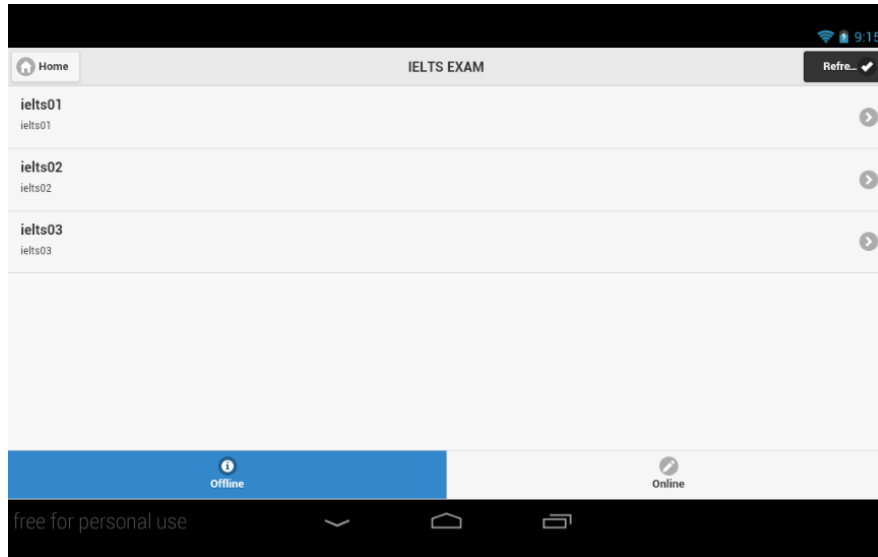 9:15
Home
IELTS EXAM
Refre...
ielts01
ielts01
ielts02
ielts02
ielts03
ielts03
Offline
Online
free for personal use